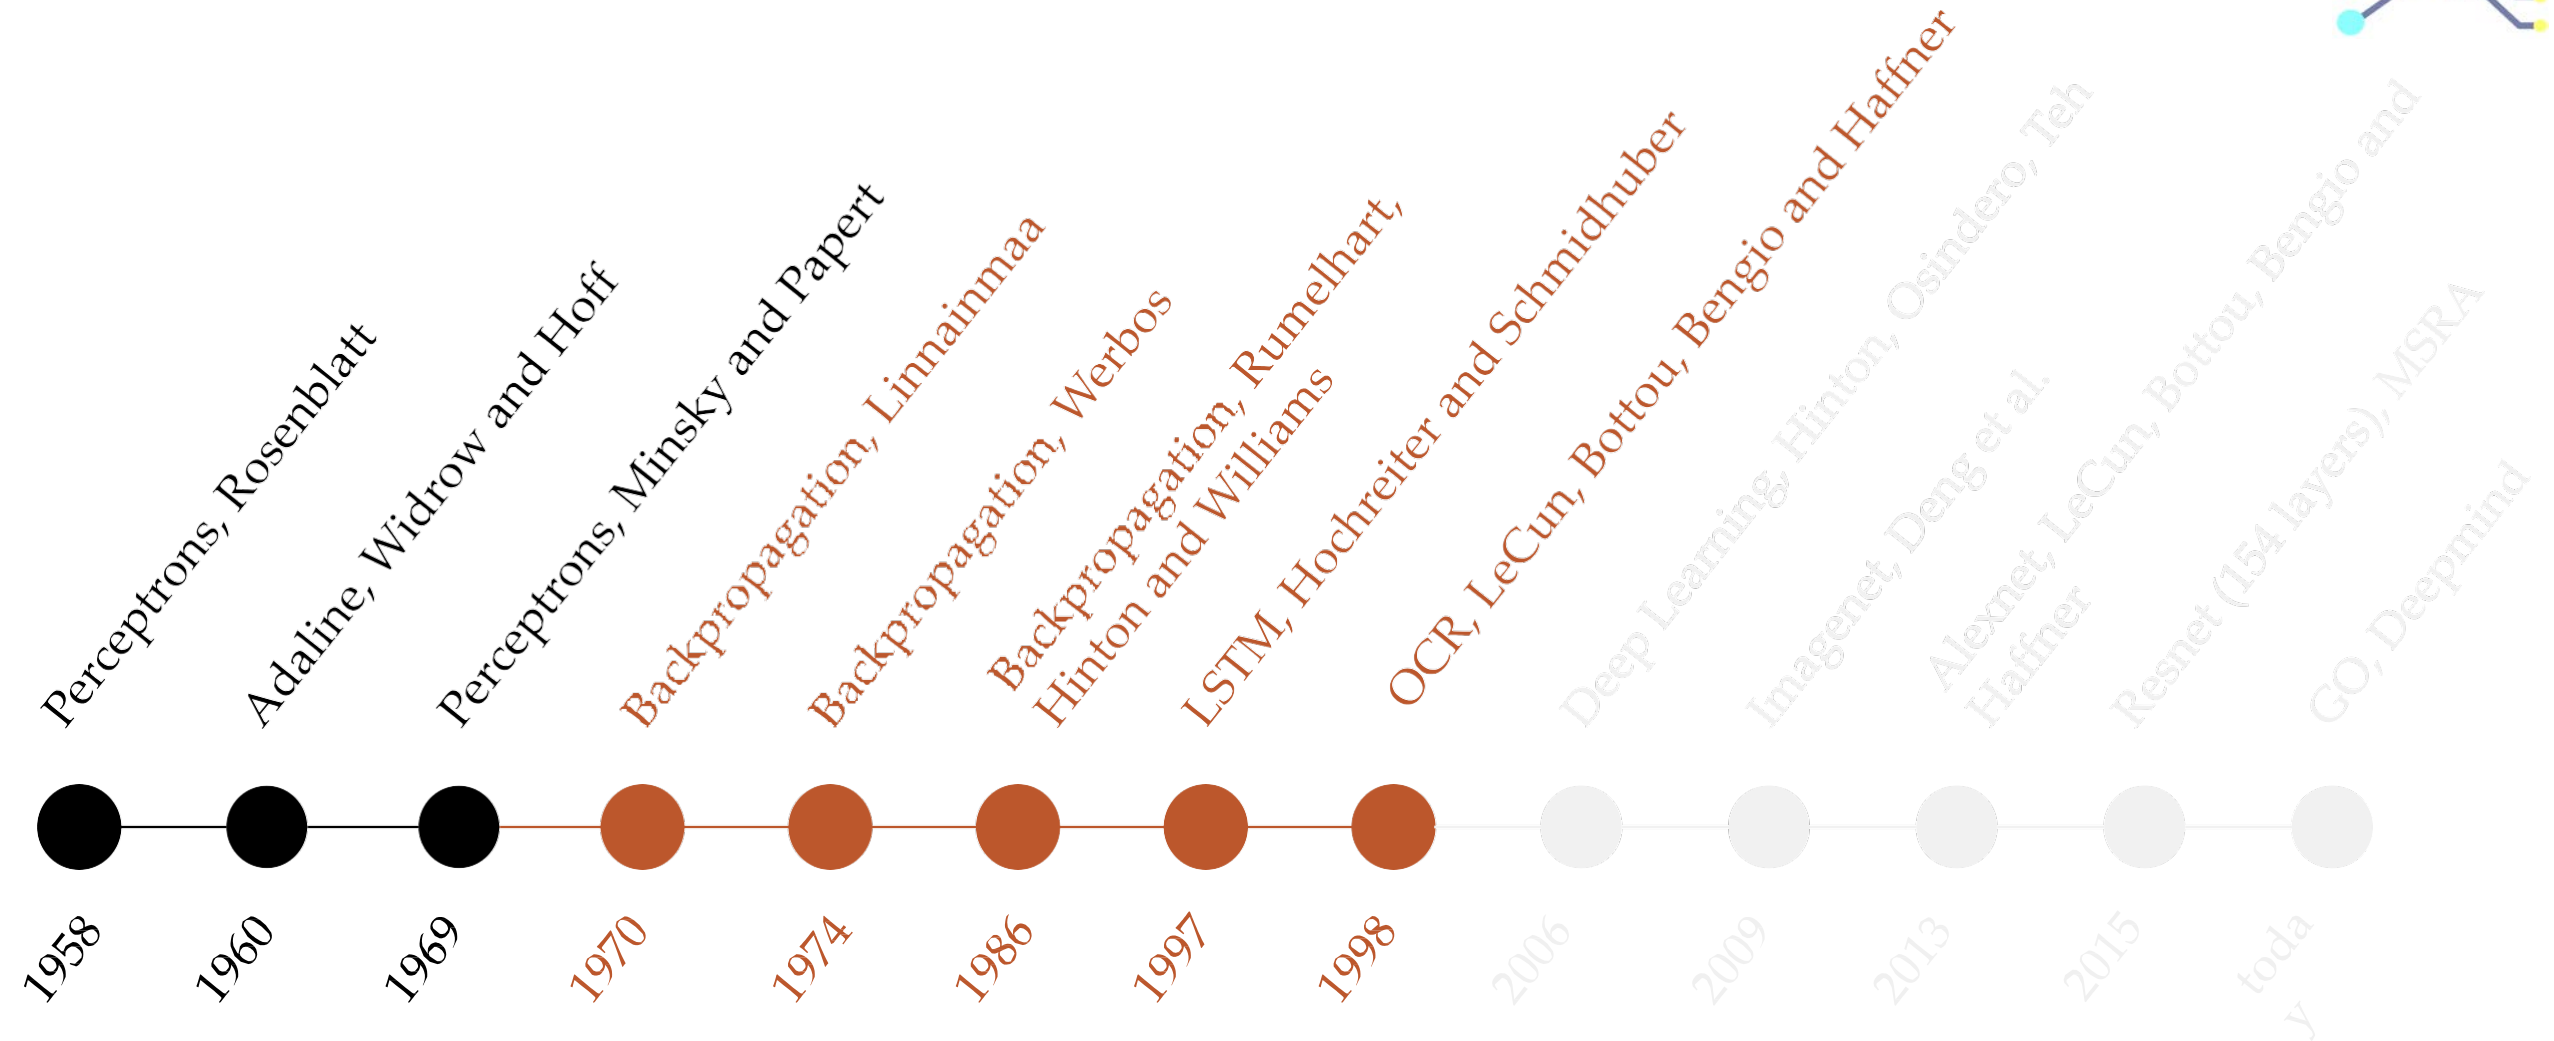 Perceptrons, Rosenblatt
Adaline, Widrow and Hoff
Perceptrons, Minsky and Papert
Backpropagation, Linnainmaa
Backpropagation, Werbos
Backpropagation, Rumelhart,
Hinton and Williams
LSTM, Hochreiter and Schmidhuber
OCR, LeCun, Bottou, Bengio and Haffner
Deep Learning, Hinton, Osindero, Teh
Imagenet, Deng et al.
Alexnet, LeCun, Bottou, Bengio and
Haffner
Resnet (154 layers), MSRA
GO, Deepmind
1958
1960
1969
1970
1974
1986
1997
1998
2006
2009
2013
2015
toda
y